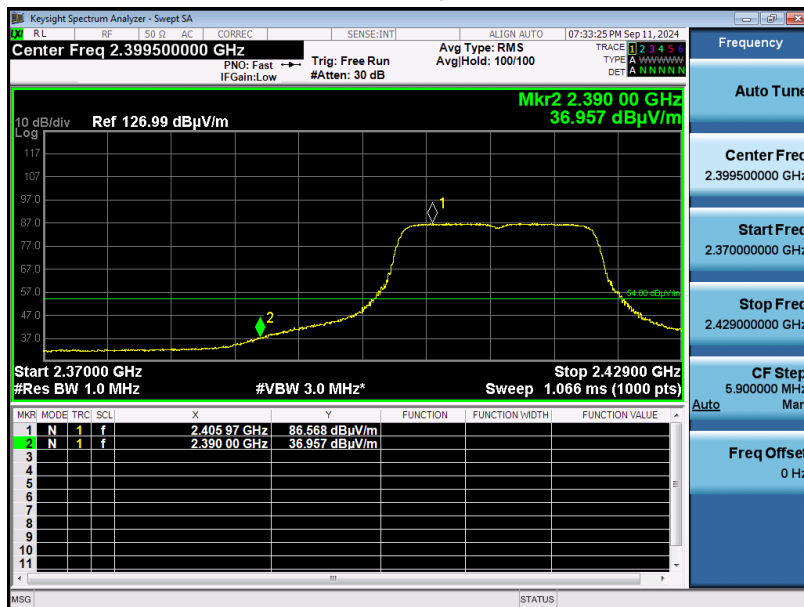 Keysight Spectrum Analyzer - Swept SA
LXI RL RF 50 Ω AC CORREC SENSE:INT ALIGN AUTO 07:33:25 PM Sep 11, 2024
Center Freq 2.399500000 GHz
PNO: Fast
IFGain:Low
Trig: Free Run
#Atten: 30 dB
Avg Type: RMS
Avg|Hold: 100/100
TRACE 1 2 3 4 5 6
TYPE A WWWWW
DET A N N N N N
Mkr2 2.390 00 GHz
36.957 dBµV/m
10 dB/div Ref 126.99 dBµV/m
Log
117
107
97.0
87.0
77.0
67.0
57.0
47.0
37.0
1
2
54.00 dBµV/m
Start 2.37000 GHz Stop 2.42900 GHz
#Res BW 1.0 MHz #VBW 3.0 MHz* Sweep 1.066 ms (1000 pts)
MKR MODE TRC SCL X Y FUNCTION FUNCTION WIDTH FUNCTION VALUE
1 N 1 f 2.405 97 GHz 86.568 dBµV/m
2 N 1 f 2.390 00 GHz 36.957 dBµV/m
3
4
5
6
7
8
9
10
11
MSG STATUS
Frequency
Auto Tune
Center Freq
2.399500000 GHz
Start Freq
2.370000000 GHz
Stop Freq
2.429000000 GHz
CF Step
5.900000 MHz
Auto Man
Freq Offset
0 Hz